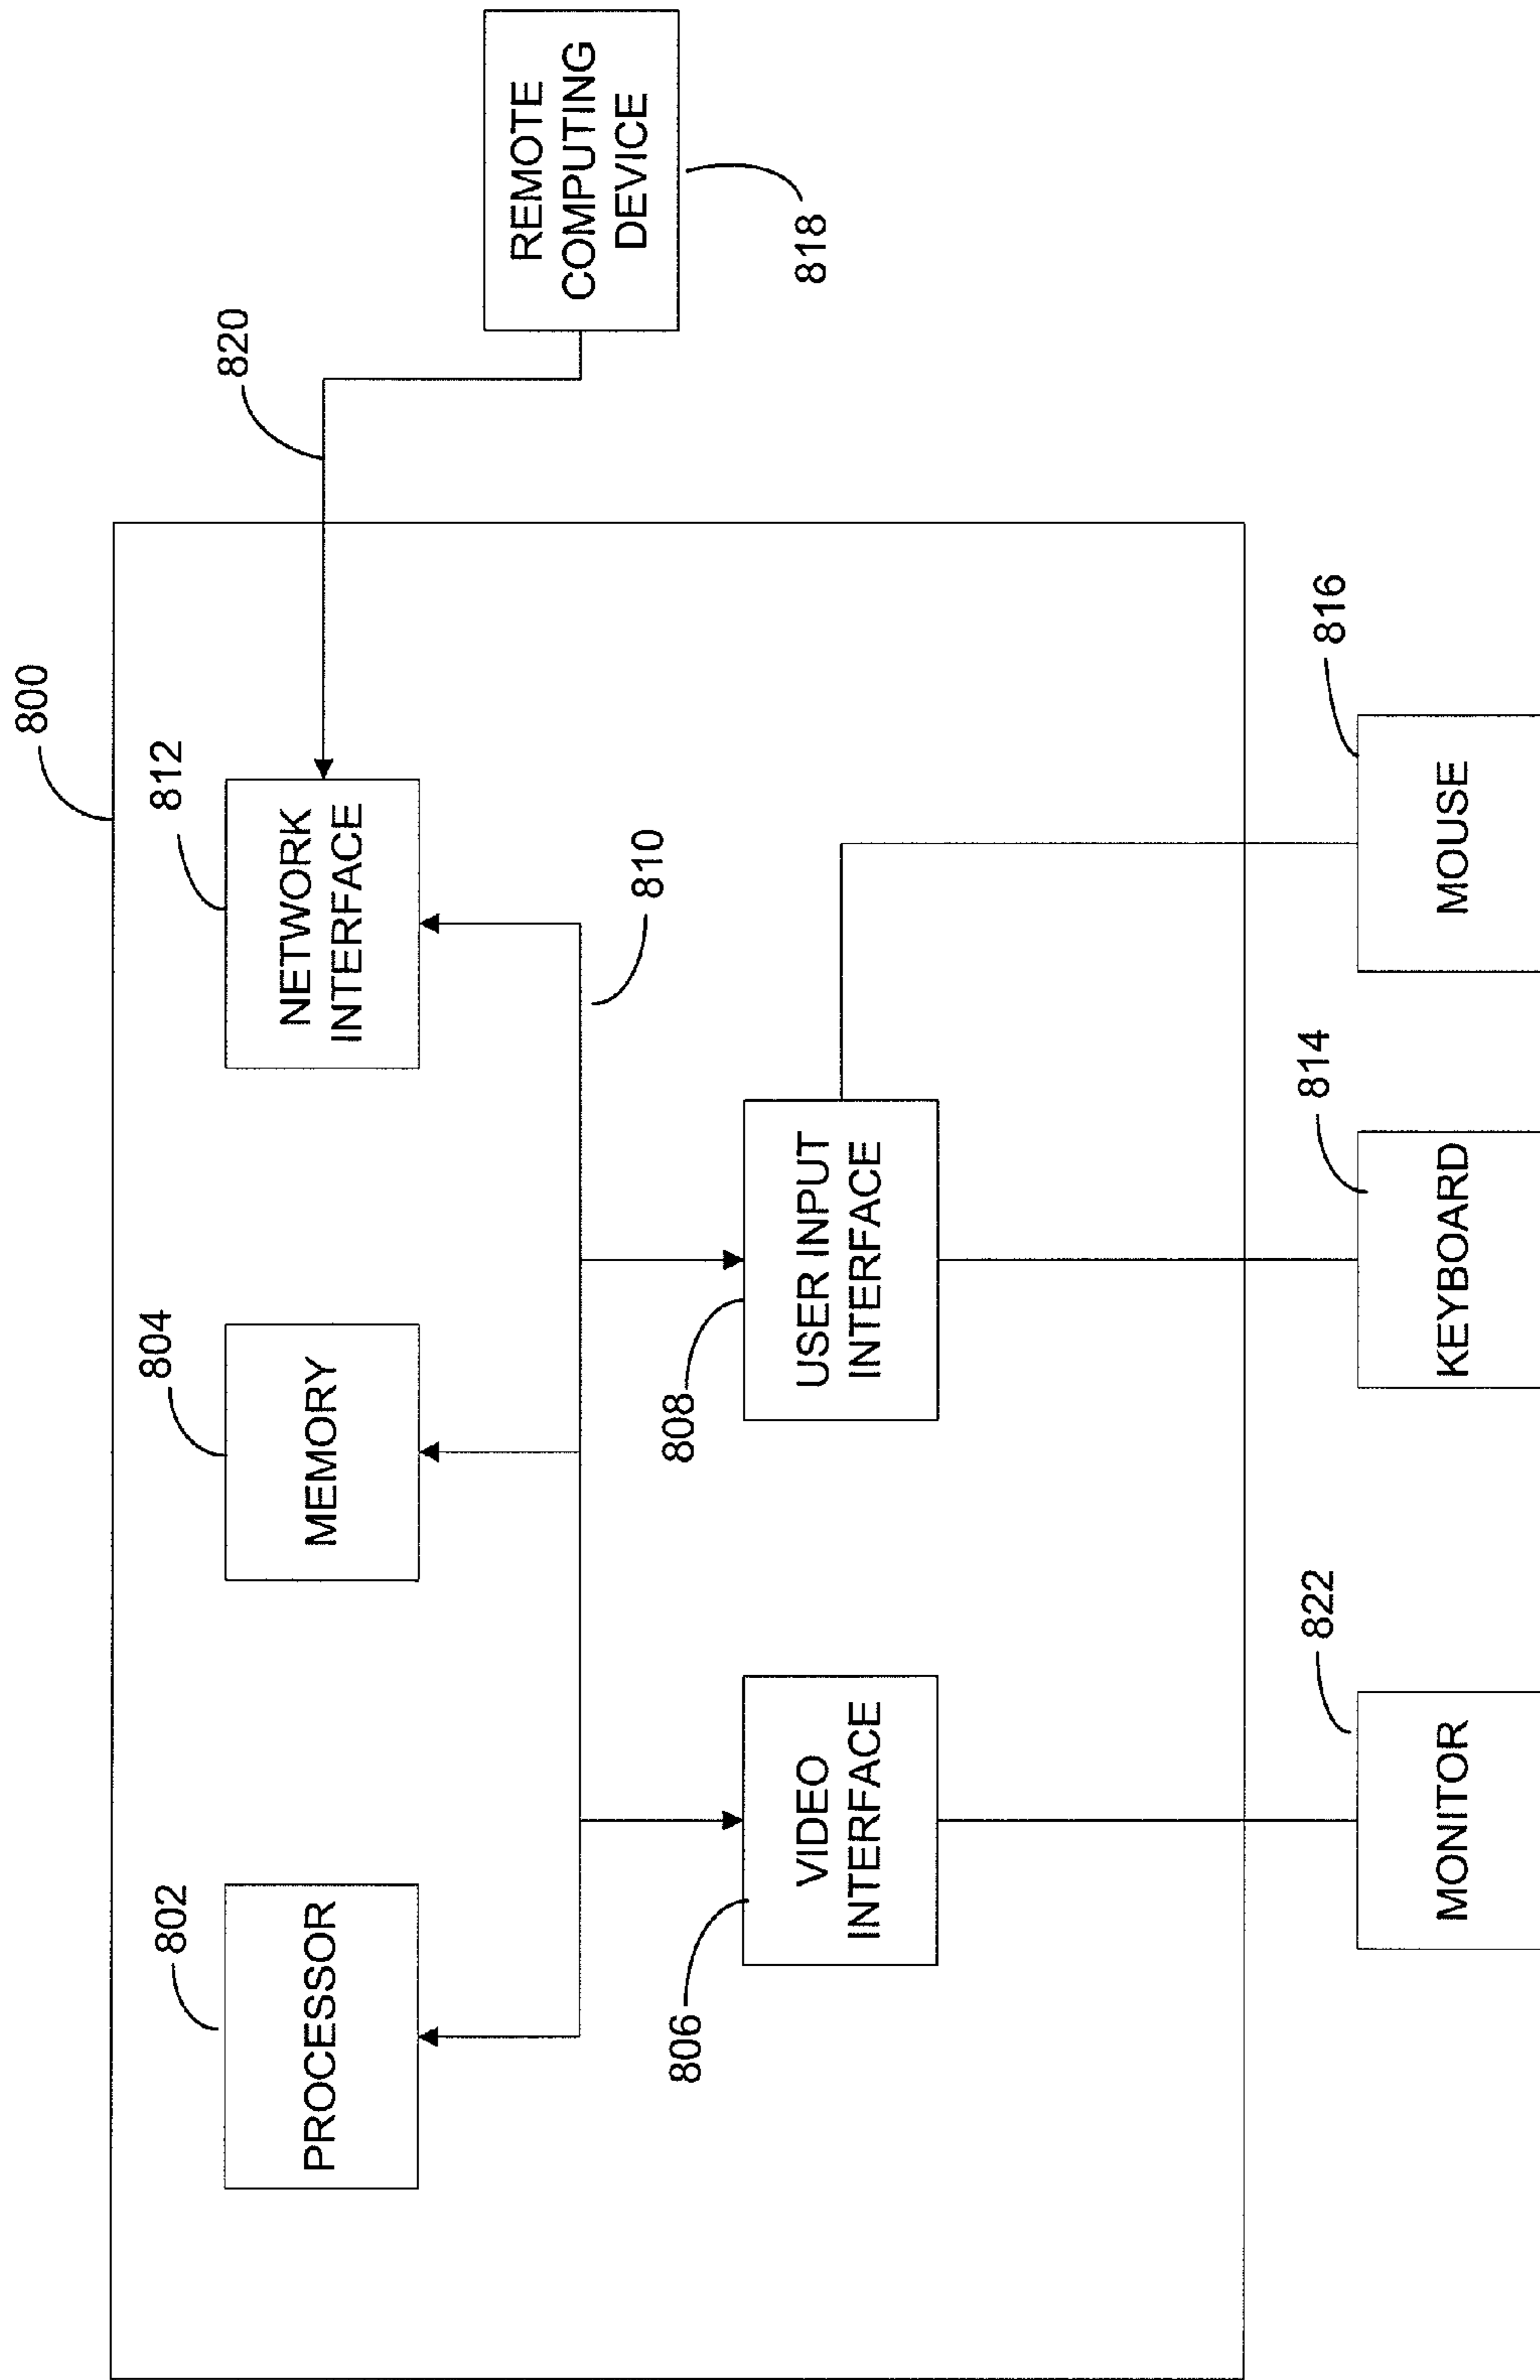 800
802
PROCESSOR
804
MEMORY
812
NETWORK
INTERFACE
820
REMOTE
COMPUTING
DEVICE
818
810
806
VIDEO
INTERFACE
808
USER INPUT
INTERFACE
822
MONITOR
814
KEYBOARD
816
MOUSE